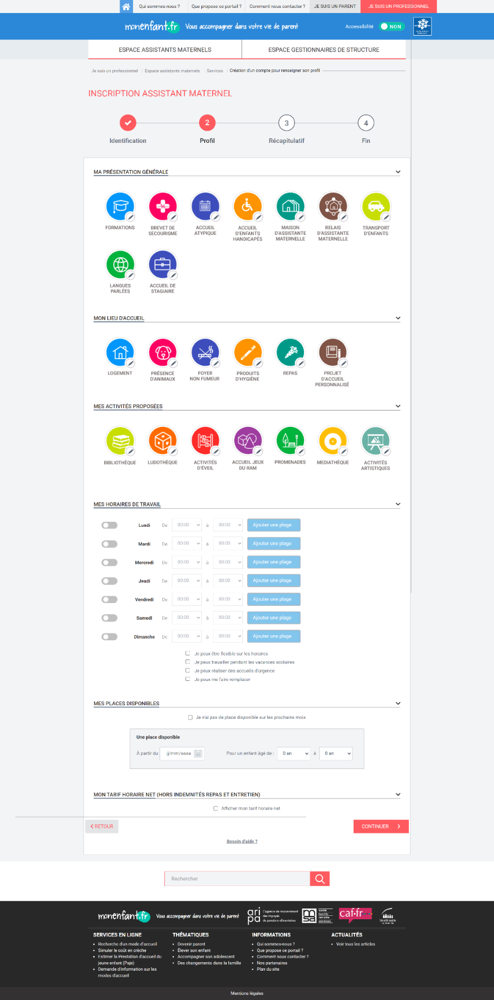 Qui sommes-nous ?
Que propose ce portail ?
Comment nous contacter ?
JE SUIS UN PARENT
JE SUIS UN PROFESSIONNEL
monenfant.fr Vous accompagner dans votre vie de parent
Accessibilité NON
ESPACE ASSISTANTS MATERNELS
ESPACE GESTIONNAIRES DE STRUCTURE
Je suis un professionnel | Espace assistants maternels | Services | Création d'un compte pour renseigner son profil
INSCRIPTION ASSISTANT MATERNEL
2 3 4
Identification Profil Récapitulatif Fin
MA PRÉSENTATION GÉNÉRALE
FORMATIONS
BREVET DE
SECOURISME
ACCUEIL
ATYPIQUE
ACCUEIL
D'ENFANTS
HANDICAPÉS
MAISON
D'ASSISTANTE
MATERNELLE
RELAIS
D'ASSISTANTE
MATERNELLE
TRANSPORT
D'ENFANTS
LANGUES
PARLÉES
ACCUEIL DE
STAGIAIRE
MON LIEU D'ACCUEIL
LOGEMENT
PRÉSENCE
D'ANIMAUX
FOYER
NON FUMEUR
PRODUITS
D'HYGIÈNE
REPAS
PROJET
D'ACCUEIL
PERSONNALISÉ
MES ACTIVITÉS PROPOSÉES
BIBLIOTHÈQUE
LUDOTHÈQUE
ACTIVITÉS
D'ÉVEIL
ACCUEIL JEUX
DU RAM
PROMENADES
MEDIATHÈQUE
ACTIVITÉS
ARTISTIQUES
MES HORAIRES DE TRAVAIL
Lundi De 00:00 à 00:00 Ajouter une plage
Mardi De 00:00 à 00:00 Ajouter une plage
Mercredi De 00:00 à 00:00 Ajouter une plage
Jeudi De 00:00 à 00:00 Ajouter une plage
Vendredi De 00:00 à 00:00 Ajouter une plage
Samedi De 00:00 à 00:00 Ajouter une plage
Dimanche De 00:00 à 00:00 Ajouter une plage
Je peux être flexible sur les horaires
Je peux travailler pendant les vacances scolaires
Je peux réaliser des accueils d'urgence
Je peux me faire remplacer
MES PLACES DISPONIBLES
Je n'ai pas de place disponible sur les prochains mois
Une place disponible
À partir du jj/mm/aaaa Pour un enfant âgé de : 0 an à 0 an
MON TARIF HORAIRE NET (HORS INDEMNITÉS REPAS ET ENTRETIEN)
Afficher mon tarif horaire net
RETOUR
CONTINUER
Besoin d'aide ?
Rechercher
monenfant.fr Vous accompagner dans votre vie de parent
aripa
L'agence de recouvrement
des impayés
de pensions alimentaires
msa
santé
famille
retraite
services
caf.fr
SERVICES EN LIGNE
Recherche d'un mode d'accueil
Simuler le coût en crèche
Estimer la Prestation d'accueil du
jeune enfant (Paje)
Demande d'information sur les
modes d'accueil
THÉMATIQUES
Devenir parent
Élever son enfant
Accompagner son adolescent
Des changements dans la famille
INFORMATIONS
Qui sommes-nous ?
Que propose ce portail ?
Comment nous contacter ?
Nos partenaires
Plan du site
ACTUALITÉS
Voir tous les articles
Mentions légales